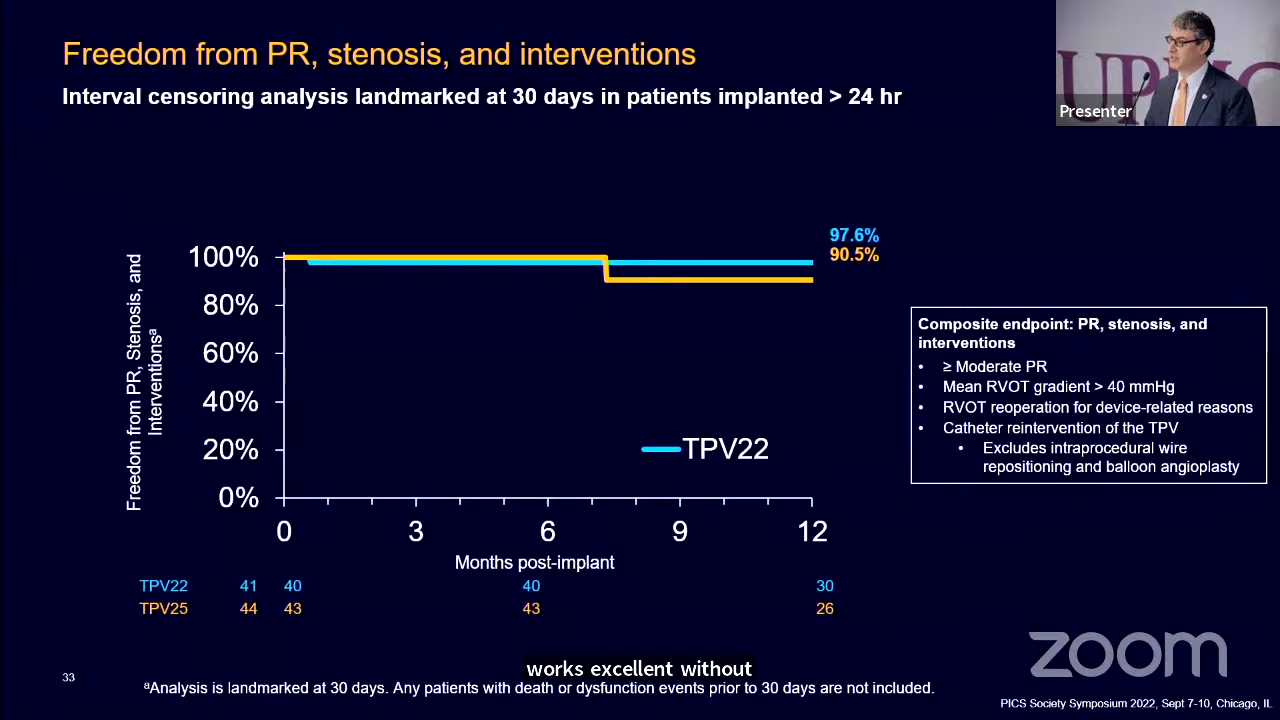 Freedom from PR, stenosis, and interventions
Interval censoring analysis landmarked at 30 days in patients implanted > 24 hr
Presenter
97.6%
90.5%
Freedom from PR, Stenosis, and
Interventionsᵃ
100%
80%
60%
40%
20%
0%
TPV22
0 3 6 9 12
Months post-implant
TPV22 41 40 40 30
TPV25 44 43 43 26
Composite endpoint: PR, stenosis, and
interventions
• ≥ Moderate PR
• Mean RVOT gradient > 40 mmHg
• RVOT reoperation for device-related reasons
• Catheter reintervention of the TPV
• Excludes intraprocedural wire
repositioning and balloon angioplasty
zoom
works excellent without
33
ᵃAnalysis is landmarked at 30 days. Any patients with death or dysfunction events prior to 30 days are not included.
PICS Society Symposium 2022, Sept 7-10, Chicago, IL